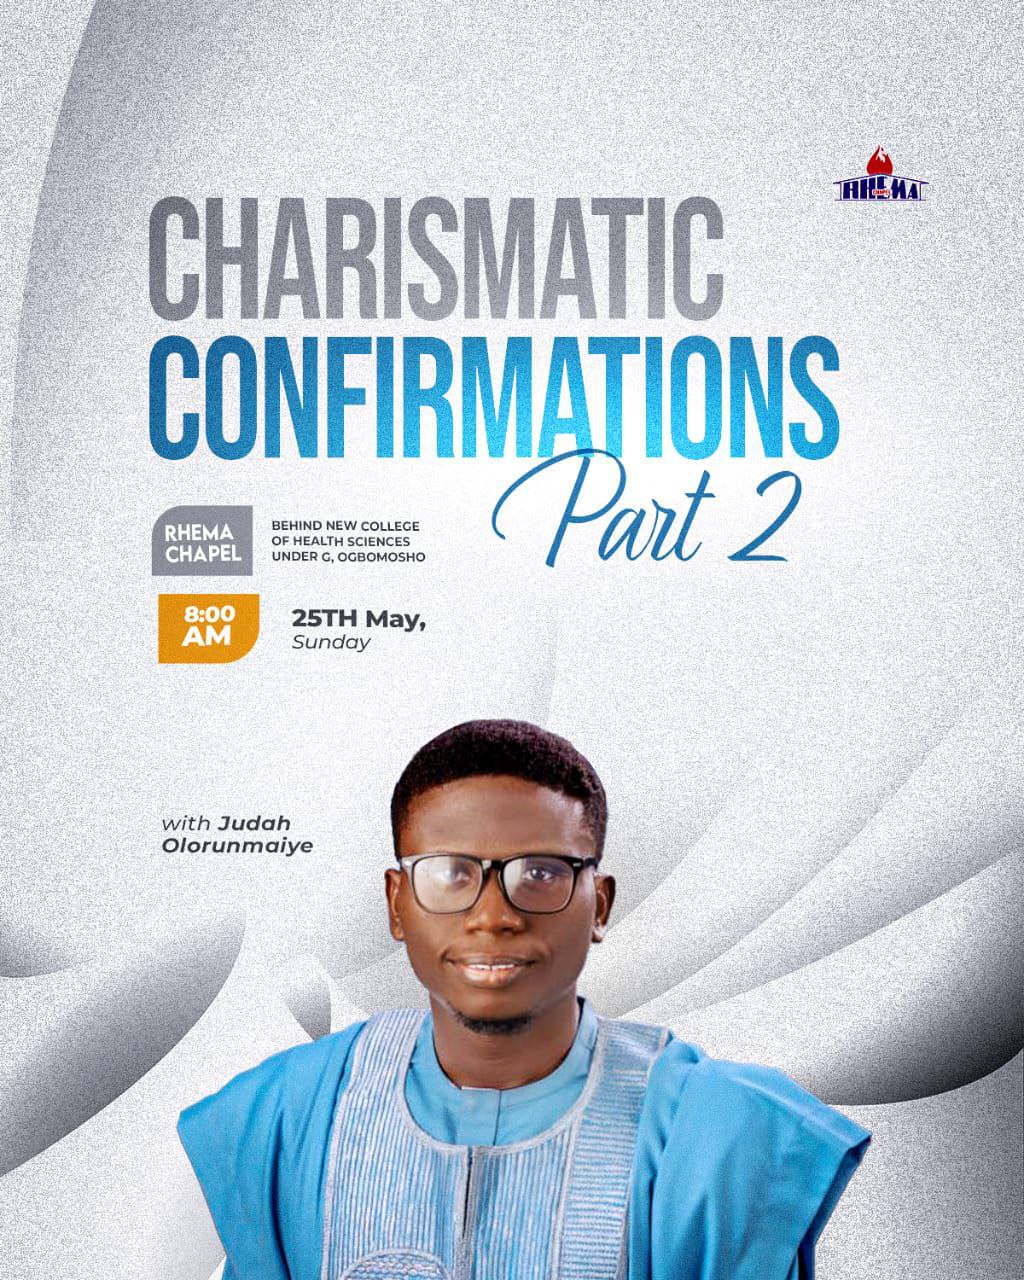 RHEMA
CHAPEL
CHARISMATIC
CONFIRMATIONS
Part 2
RHEMA
CHAPEL
BEHIND NEW COLLEGE
OF HEALTH SCIENCES
UNDER G, OGBOMOSHO
8:00
AM
25TH May,
Sunday
with Judah
Olorunmaiye